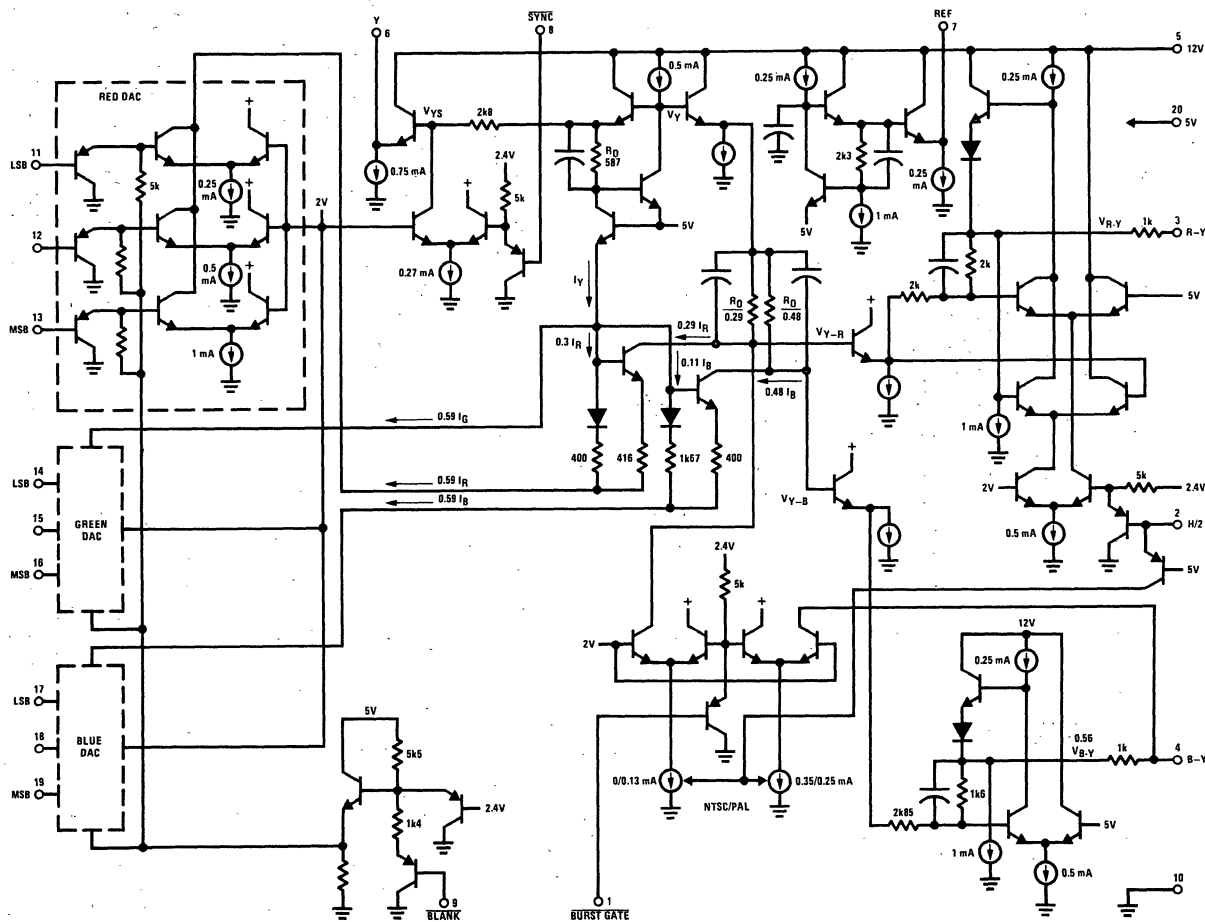 Y
6
SYNC
8
REF
7
5
12V
20
5V
RED DAC
LSB 11
12
MSB 13
5k
0.25 mA
0.5 mA
1 mA
2V
VYS
2k8
0.75 mA
2.4V
5k
0.27 mA
RO
587
0.5 mA
VY
5V
0.25 mA
2k3
5V
1 mA
0.25 mA
0.25 mA
VR-Y
1k
3
R-Y
2k
2k
5V
IY
0.3 IR
0.29 IR
0.11 IB
0.48 IB
RO
0.29
RO
0.48
VY-R
VY-B
1 mA
0.59 IG
400
416
1k67
400
0.59 IR
0.59 IB
2V
5k
2.4V
2
H/2
0.5 mA
5V
LSB 14
15
MSB 16
GREEN DAC
LSB 17
18
MSB 19
BLUE DAC
5V
5k5
1k4
2.4V
9
BLANK
2.4V
5k
2V
0/0.13 mA
0.35/0.25 mA
NTSC/PAL
1
BURST GATE
12V
0.25 mA
0.56
VB-Y
1k
4
B-Y
1k6
2k85
1 mA
0.5 mA
5V
10